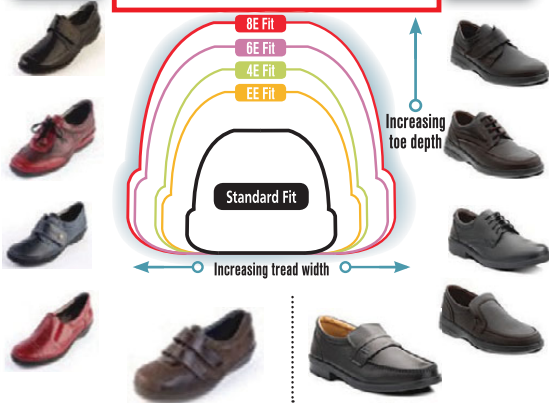 8E Fit
6E Fit
4E Fit
EE Fit
Increasing
toe depth
Standard Fit
Increasing tread width